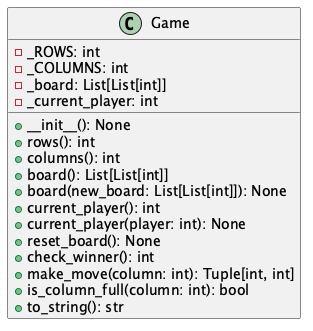 C Game
_ROWS: int
_COLUMNS: int
_board: List[List[int]]
_current_player: int
__init__(): None
rows(): int
columns(): int
board(): List[List[int]]
board(new_board: List[List[int]]): None
current_player(): int
current_player(player: int): None
reset_board(): None
check_winner(): int
make_move(column: int): Tuple[int, int]
is_column_full(column: int): bool
to_string(): str